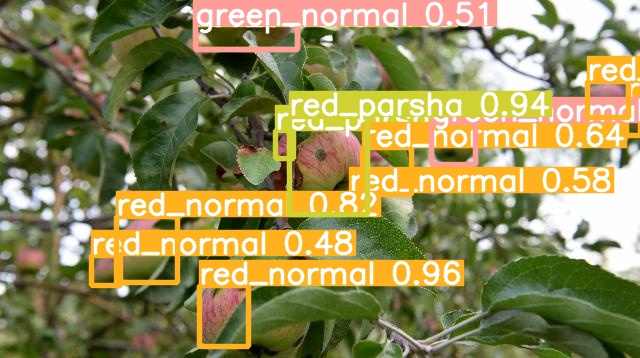 green_normal 0.51
red_
red_parsha 0.94
red_normal 0.64
red_normal 0.58
red_normal 0.82
red_normal 0.48
red_normal 0.96